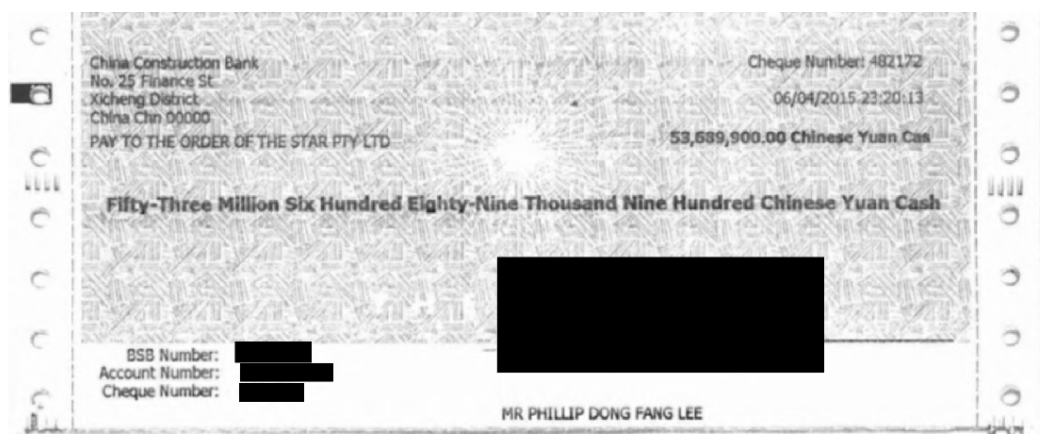 China Construction Bank
No. 25 Finance St
Xicheng District
China Chn 00000
Cheque Number: 482172
06/04/2015 23:20:13
PAY TO THE ORDER OF THE STAR PTY LTD
53,689,900.00 Chinese Yuan Cas
Fifty-Three Million Six Hundred Eighty-Nine Thousand Nine Hundred Chinese Yuan Cash
BSB Number:
Account Number:
Cheque Number:
MR PHILLIP DONG FANG LEE